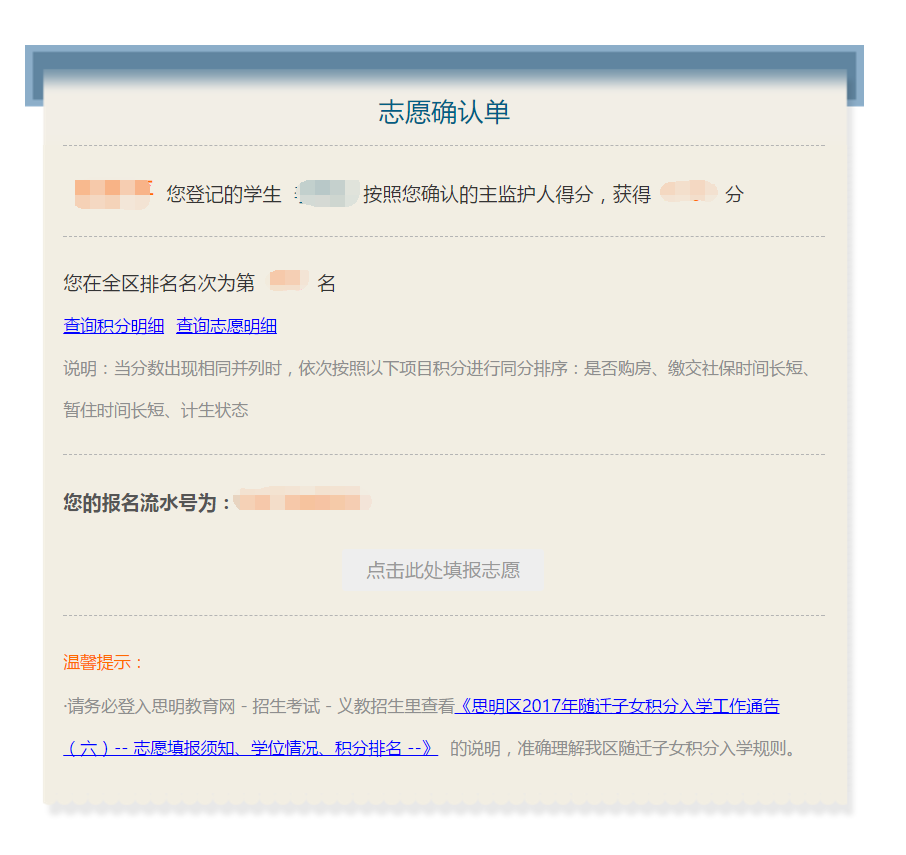 志愿确认单
您登记的学生 按照您确认的主监护人得分，获得 分
您在全区排名名次为第 名
查询积分明细 查询志愿明细
说明：当分数出现相同并列时，依次按照以下项目积分进行同分排序：是否购房、缴交社保时间长短、
暂住时间长短、计生状态
您的报名流水号为：
点击此处填报志愿
温馨提示：
·请务必登入思明教育网 - 招生考试 - 义教招生里查看《思明区2017年随迁子女积分入学工作通告
（六）-- 志愿填报须知、学位情况、积分排名 --》 的说明，准确理解我区随迁子女积分入学规则。